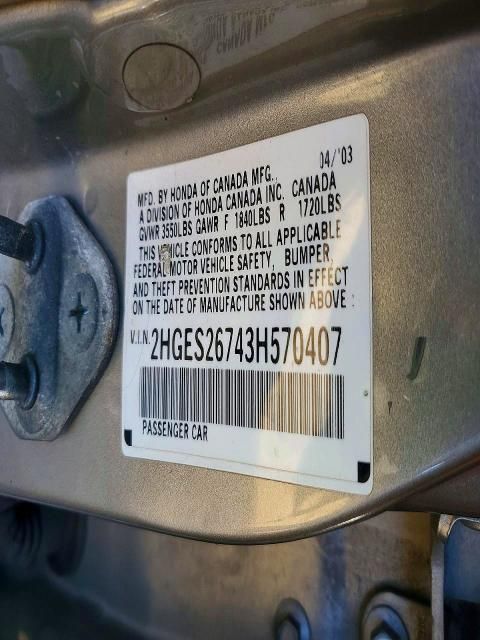 MFD. BY HONDA OF CANADA MFG., 04/'03
A DIVISION OF HONDA CANADA INC. CANADA
GVWR 3550LBS GAWR F 1840LBS R 1720LBS
THIS VEHICLE CONFORMS TO ALL APPLICABLE
FEDERAL MOTOR VEHICLE SAFETY, BUMPER,
AND THEFT PREVENTION STANDARDS IN EFFECT
ON THE DATE OF MANUFACTURE SHOWN ABOVE :
V.I.N. 2HGES26743H570407
PASSENGER CAR